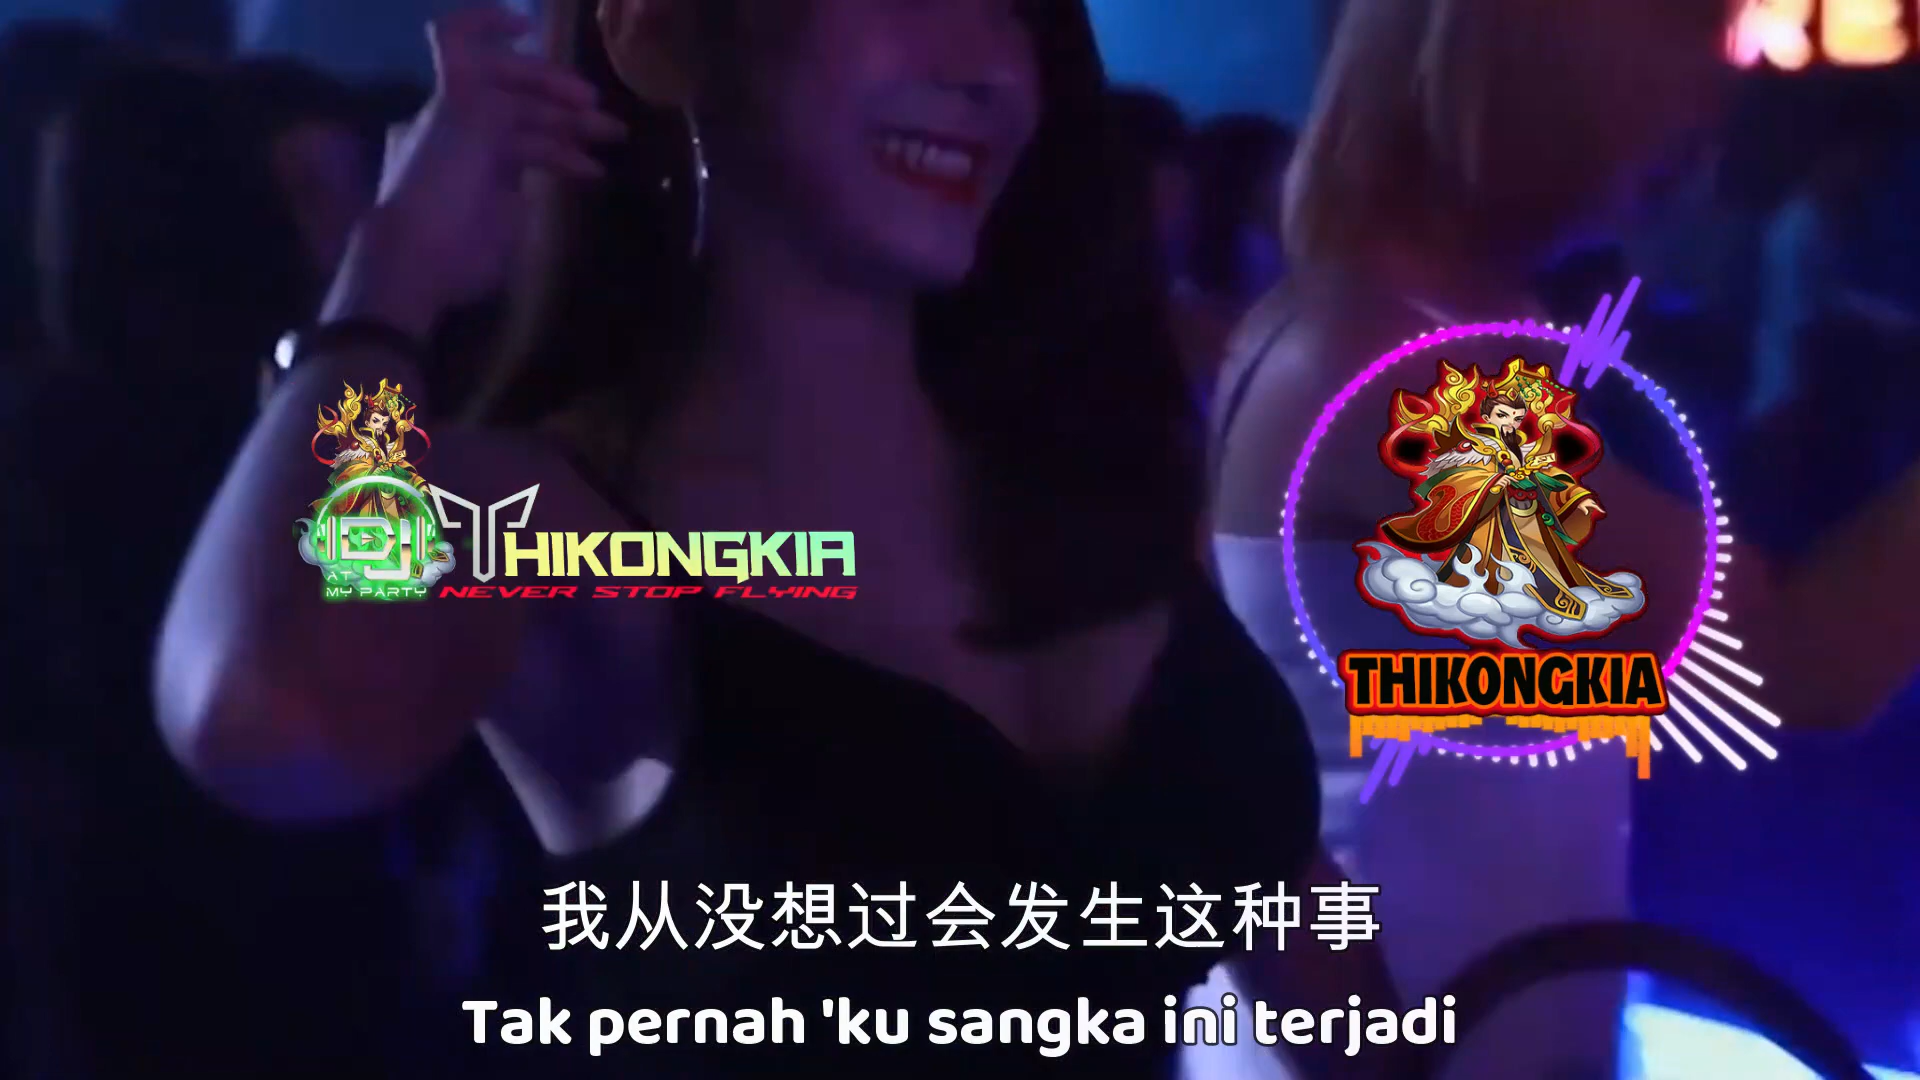 DJ
AT
MY PARTY
THIKONGKIA
NEVER STOP FLYING
THIKONGKIA
我从没想过会发生这种事
Tak pernah 'ku sangka ini terjadi